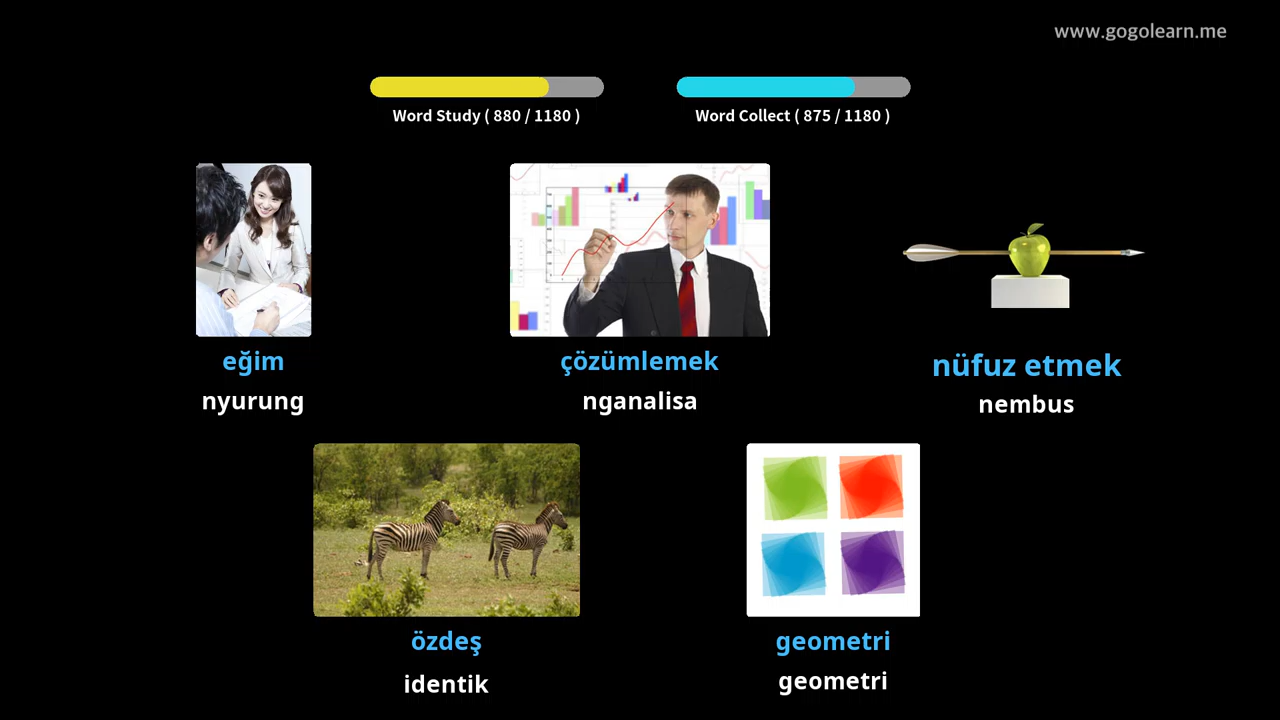 www.gogolearn.me
Word Study ( 880 / 1180 )
Word Collect ( 875 / 1180 )
eğim
nyurung
çözümlemek
nganalisa
nüfuz etmek
nembus
özdeş
identik
geometri
geometri